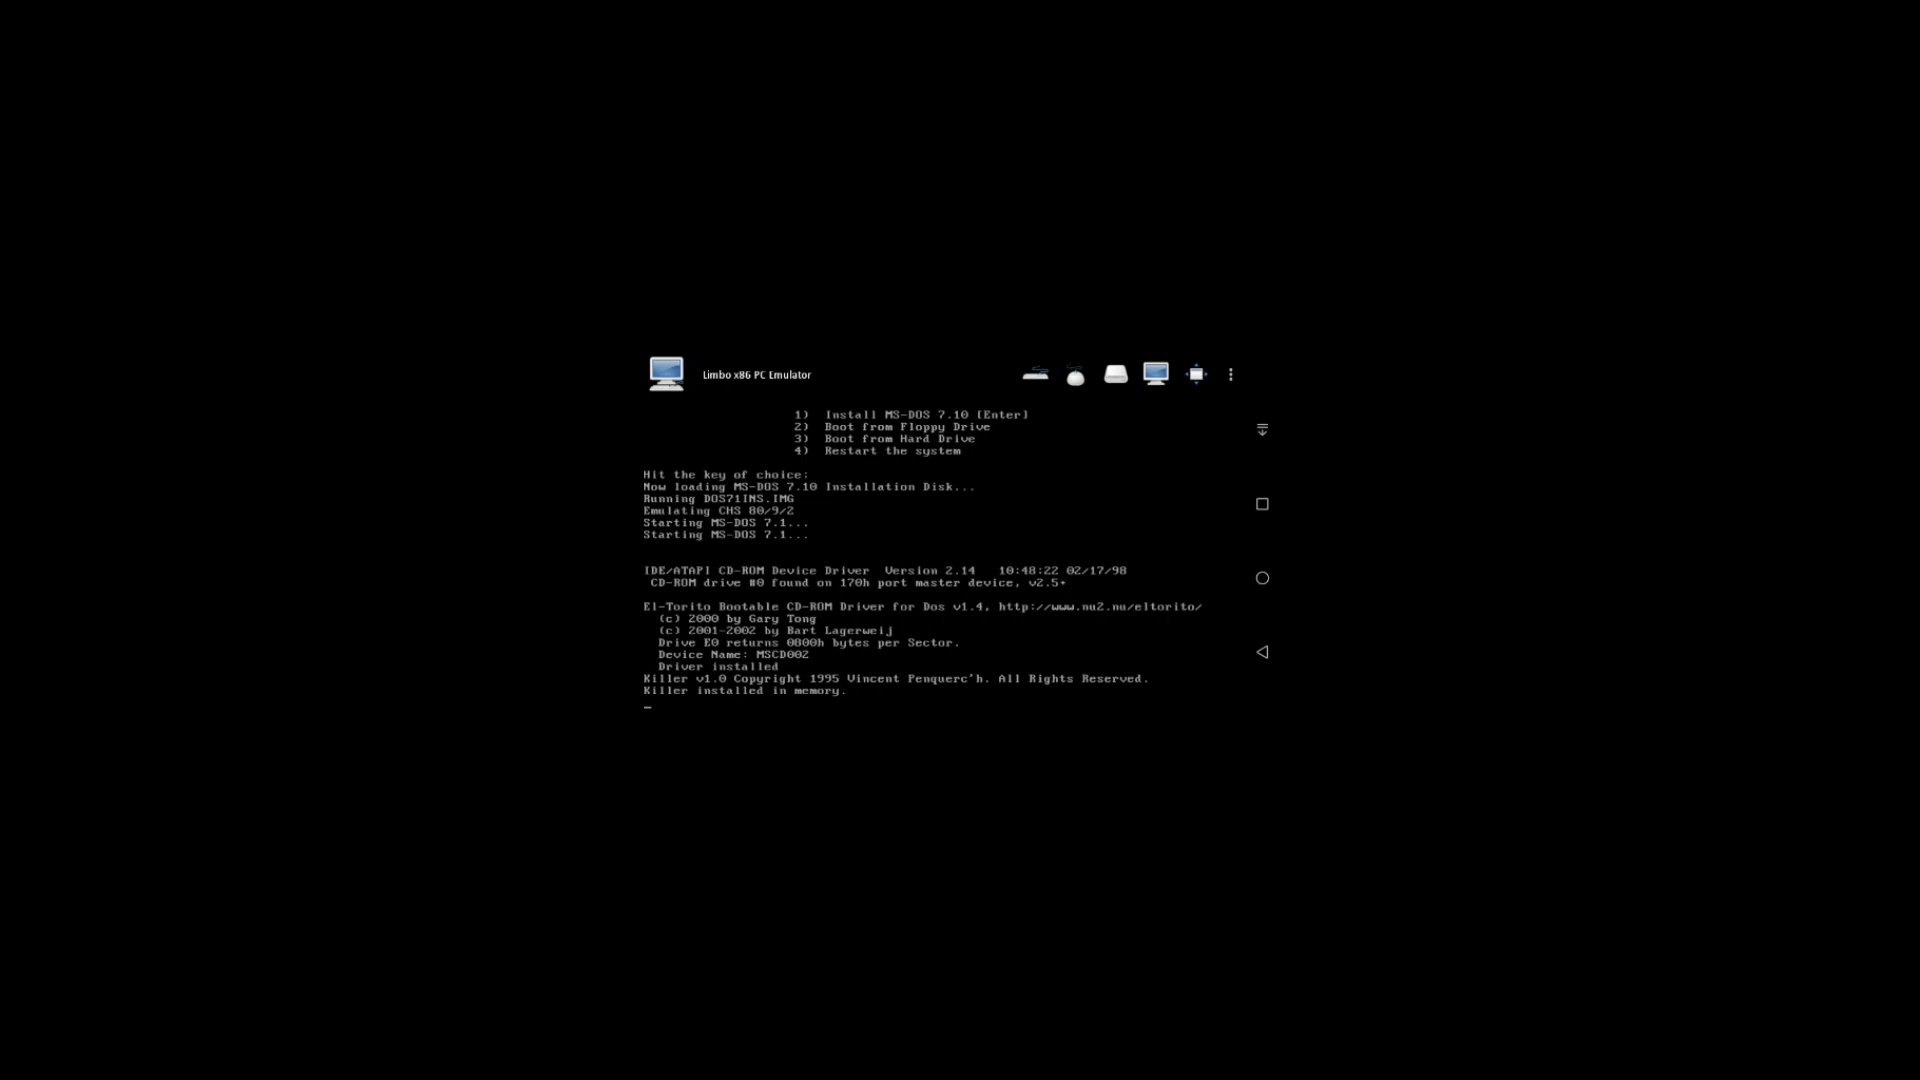 Limbo x86 PC Emulator
1) Install MS-DOS 7.10 [Enter]
2) Boot from Floppy Drive
3) Boot from Hard Drive
4) Restart the system
Hit the key of choice:
Now loading MS-DOS 7.10 Installation Disk...
Running DOS71INS.IMG
Emulating CHS 80/9/2
Starting MS-DOS 7.1...
Starting MS-DOS 7.1...
IDE/ATAPI CD-ROM Device Driver Version 2.14 10:48:22 02/17/98
CD-ROM drive #0 found on 170h port master device, v2.5+
El-Torito Bootable CD-ROM Driver for Dos v1.4, http://www.nu2.nu/eltorito/
(c) 2000 by Gary Tong
(c) 2001-2002 by Bart Lagerweij
Drive E0 returns 0800h bytes per Sector.
Device Name: MSCD002
Driver installed
Killer v1.0 Copyright 1995 Vincent Penquerc'h. All Rights Reserved.
Killer installed in memory.